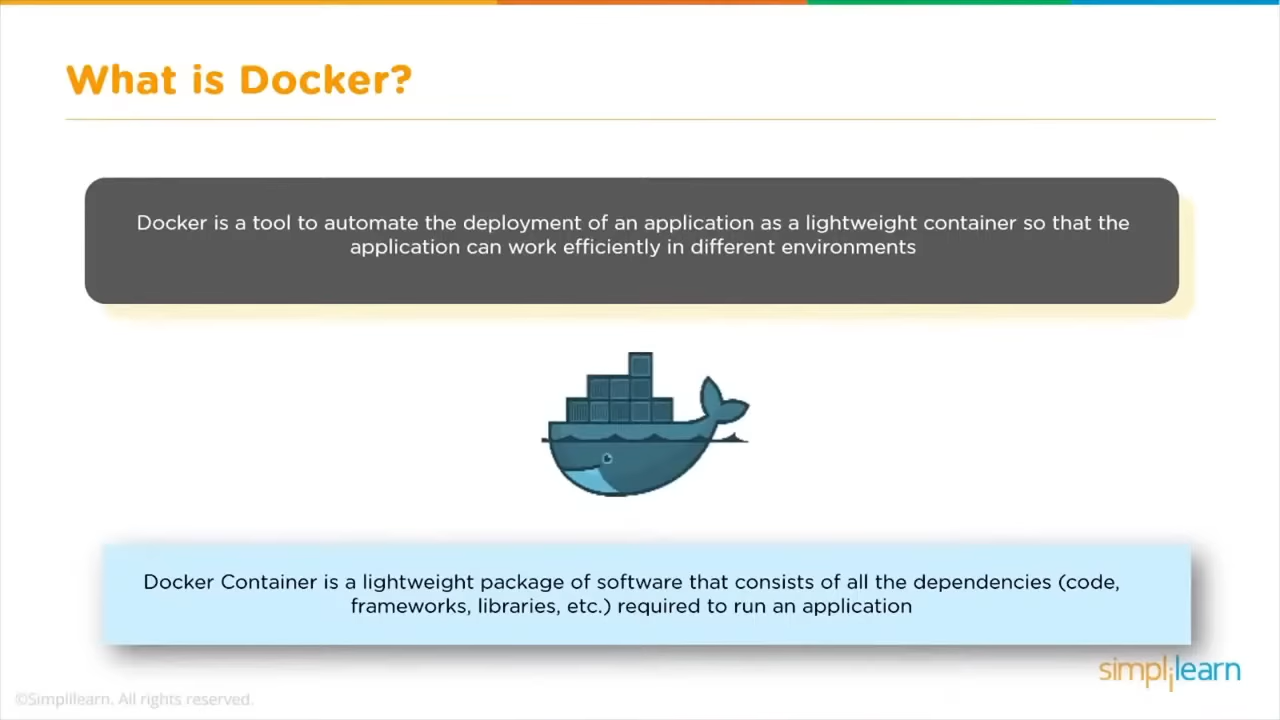 What is Docker?
Docker is a tool to automate the deployment of an application as a lightweight container so that the
application can work efficiently in different environments
Docker Container is a lightweight package of software that consists of all the dependencies (code,
frameworks, libraries, etc.) required to run an application
simplilearn
©Simplilearn. All rights reserved.